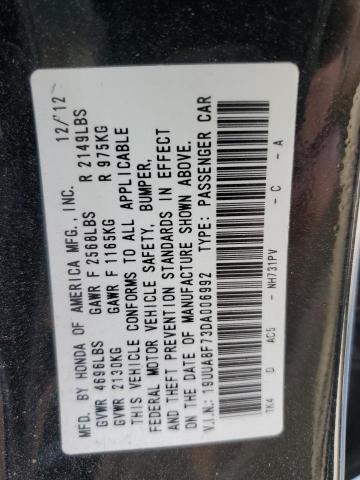 MFD. BY HONDA OF AMERICA MFG., INC. 12/'12
GVWR 4696LBS GAWR F 2568LBS R 2149LBS
GVWR 2130KG GAWR F 1165KG R 975KG
THIS VEHICLE CONFORMS TO ALL APPLICABLE
FEDERAL MOTOR VEHICLE SAFETY, BUMPER,
AND THEFT PREVENTION STANDARDS IN EFFECT
ON THE DATE OF MANUFACTURE SHOWN ABOVE.
V.I.N.: 19UUA8F73DA006992 TYPE: PASSENGER CAR
TK4 D AC5 - NH731PV - C - A